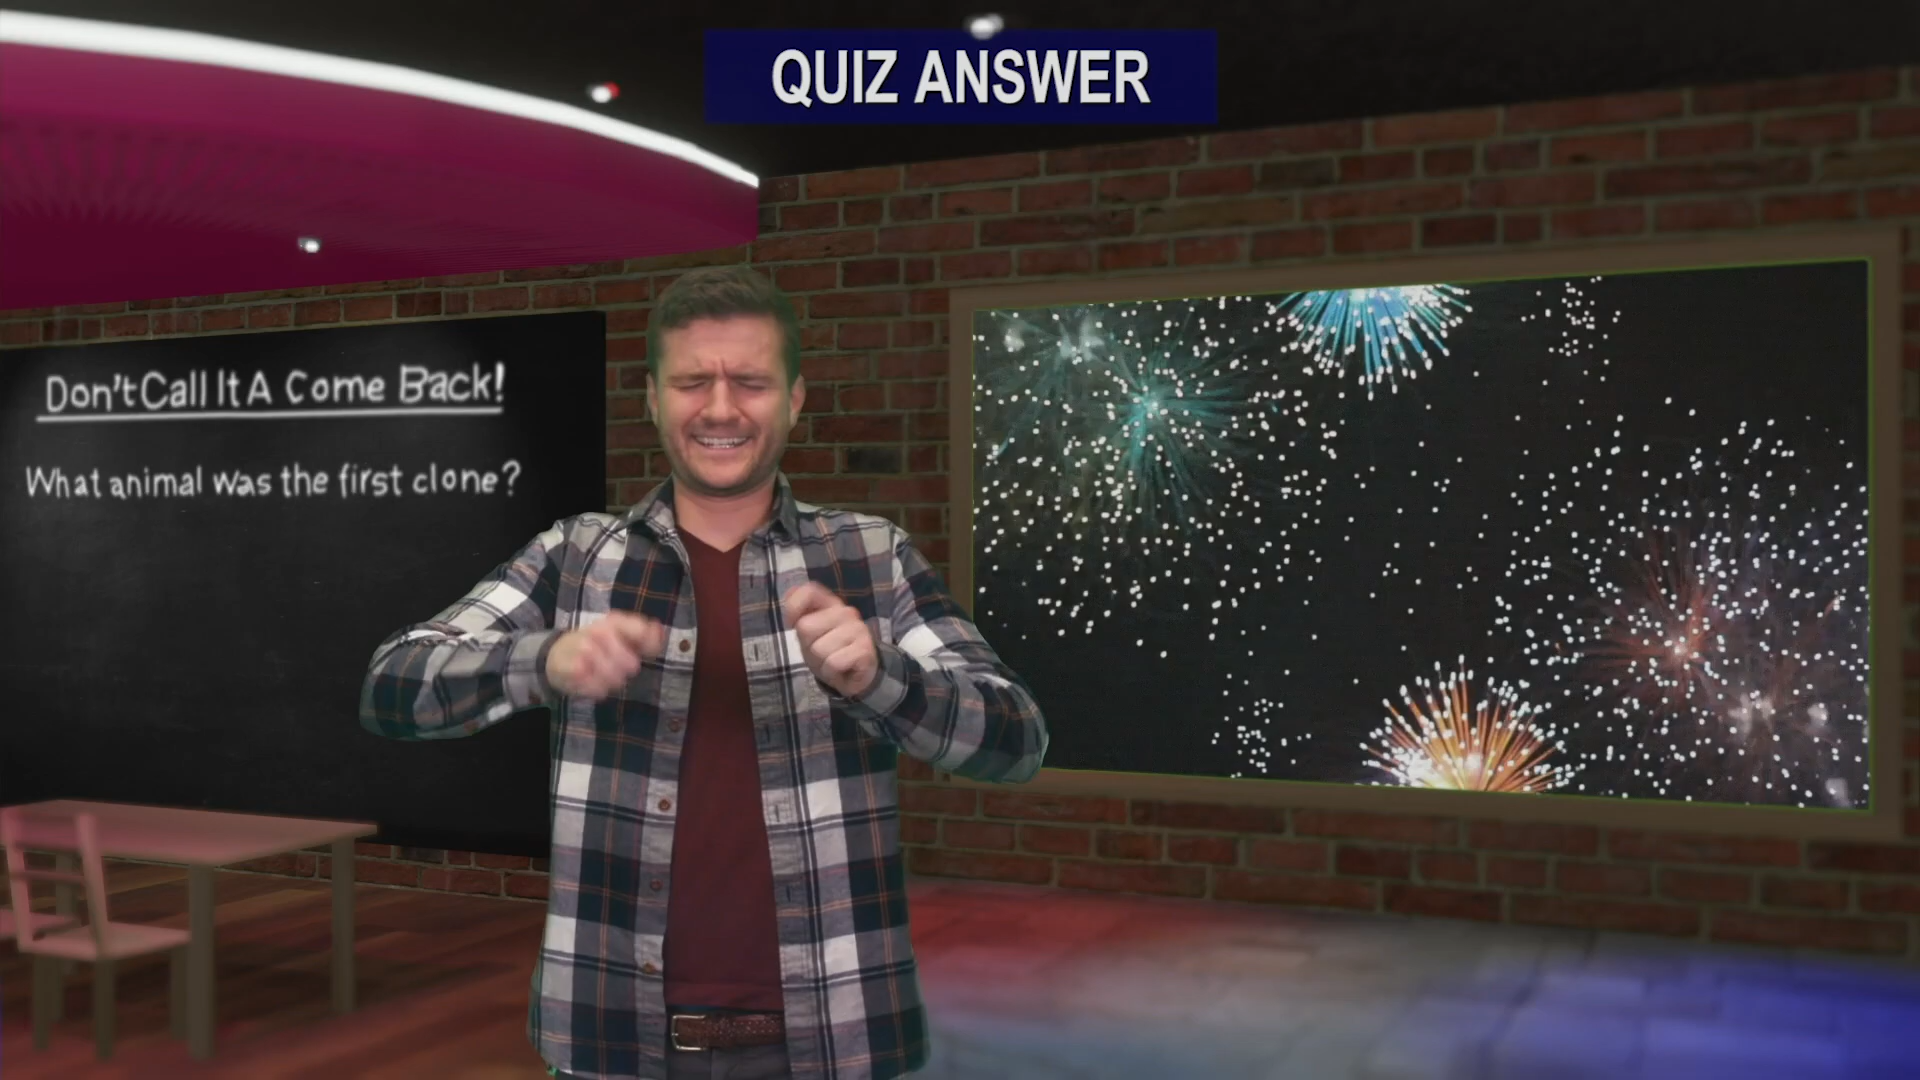 QUIZ ANSWER
Don't Call It A Come Back!
What animal was the first clone?